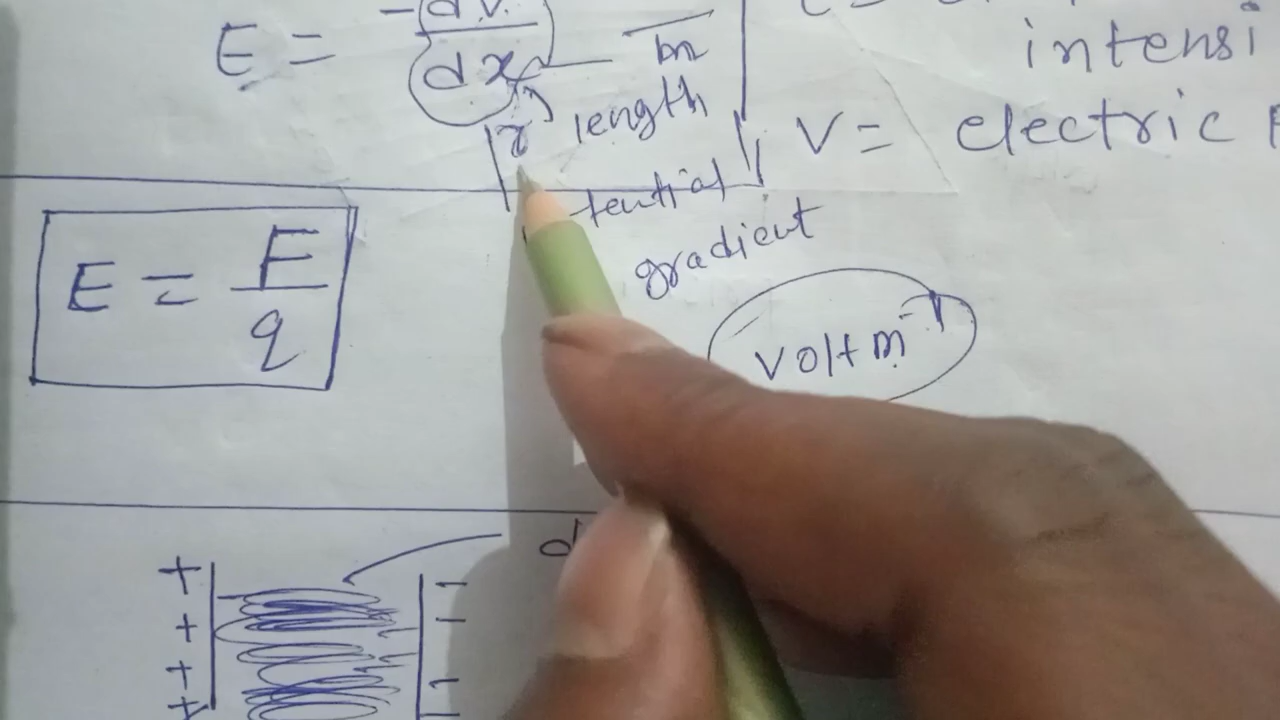 E = -dv/dx
m
intensi
r length
V = electric
tential
gradient
E = F/q
volt m⁻¹
+ -
+ -
+ -
+